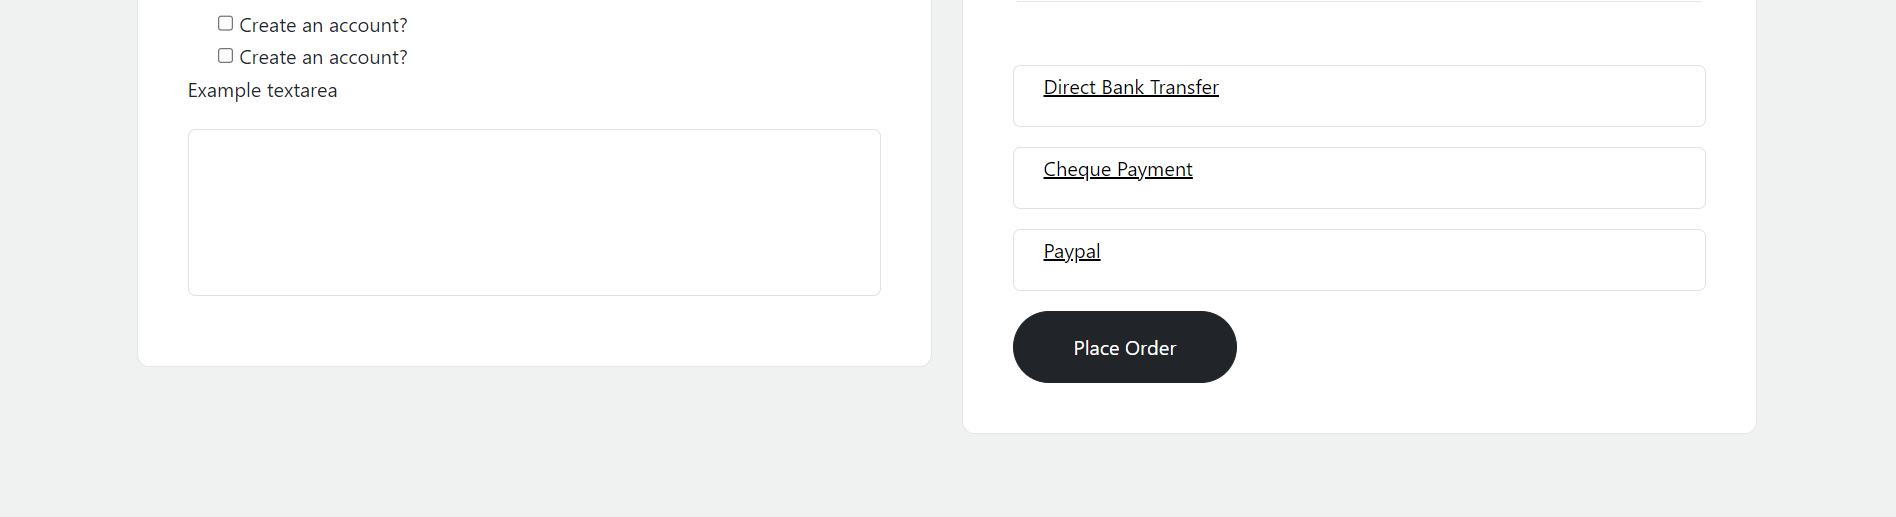 Create an account?
Create an account?
Example textarea
Direct Bank Transfer
Cheque Payment
Paypal
Place Order